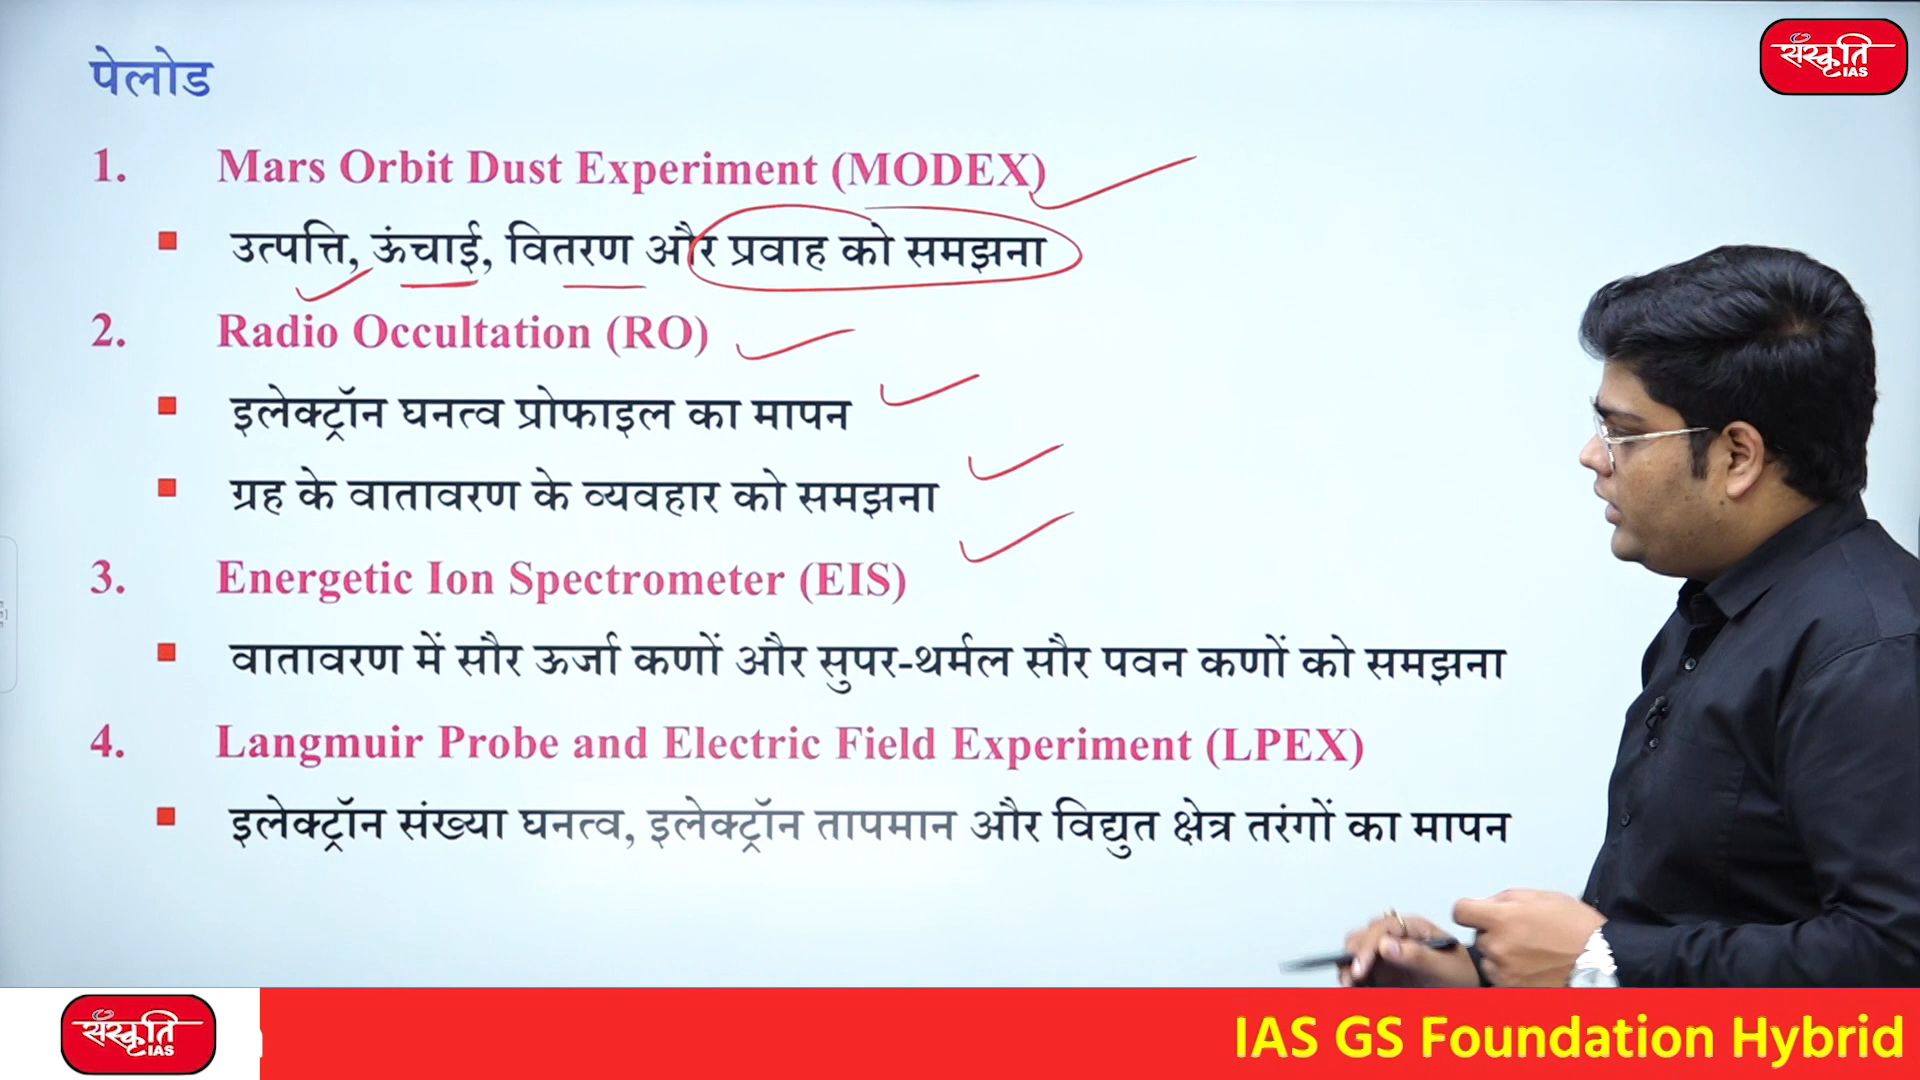 संस्कृति
IAS
पेलोड
1. Mars Orbit Dust Experiment (MODEX)
▪ उत्पत्ति, ऊंचाई, वितरण और प्रवाह को समझना
2. Radio Occultation (RO)
▪ इलेक्ट्रॉन घनत्व प्रोफाइल का मापन
▪ ग्रह के वातावरण के व्यवहार को समझना
3. Energetic Ion Spectrometer (EIS)
▪ वातावरण में सौर ऊर्जा कणों और सुपर-थर्मल सौर पवन कणों को समझना
4. Langmuir Probe and Electric Field Experiment (LPEX)
▪ इलेक्ट्रॉन संख्या घनत्व, इलेक्ट्रॉन तापमान और विद्युत क्षेत्र तरंगों का मापन
संस्कृति
IAS
IAS GS Foundation Hybrid